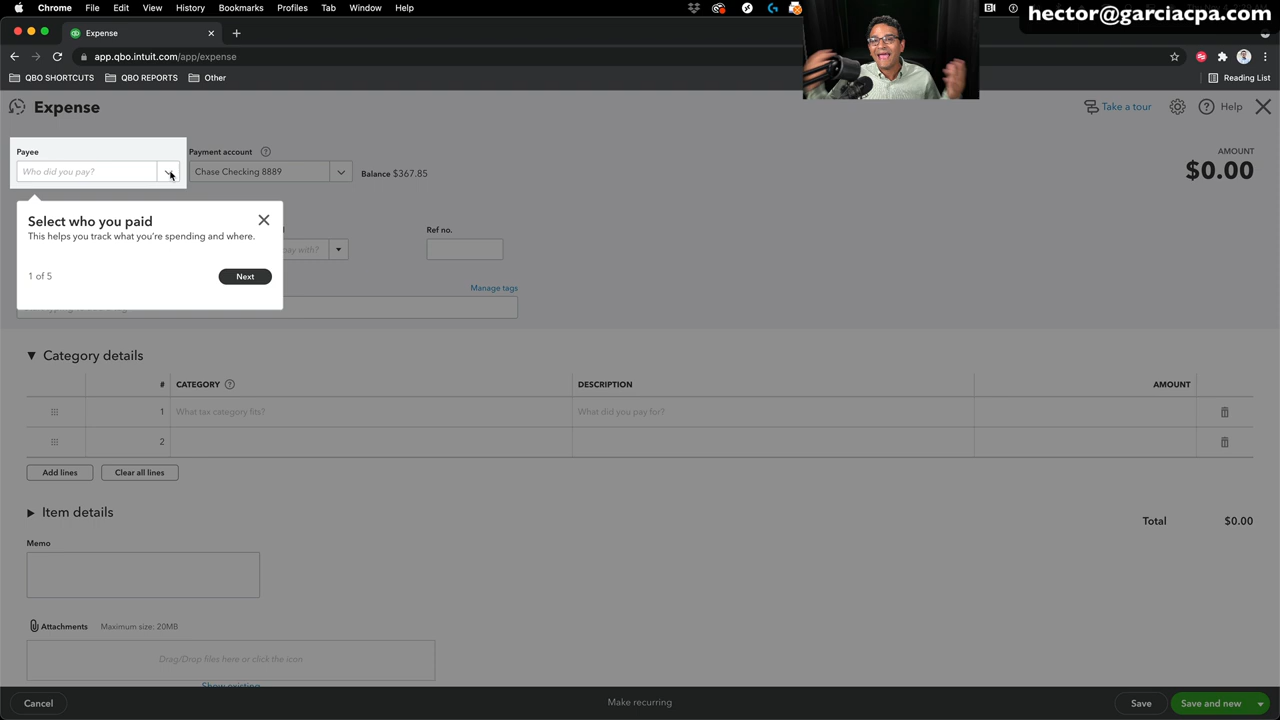 Chrome File Edit View History Bookmarks Profiles Tab Window Help
hector@garciacpa.com
qb Expense
app.qbo.intuit.com/app/expense
QBO SHORTCUTS QBO REPORTS Other Reading List
Expense Take a tour Help
Payee Payment account AMOUNT
Who did you pay? Chase Checking 8889 Balance $367.85 $0.00
Select who you paid
This helps you track what you're spending and where.
Ref no.
pay with?
1 of 5 Next
Manage tags
Category details
# CATEGORY DESCRIPTION AMOUNT
1 What tax category fits? What did you pay for?
2
Add lines Clear all lines
Item details Total $0.00
Memo
Attachments Maximum size: 20MB
Drag/Drop files here or click the icon
Show existing
Cancel Make recurring Save Save and new